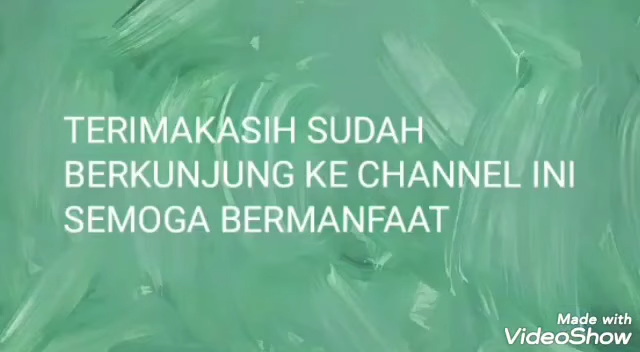 TERIMAKASIH SUDAH
BERKUNJUNG KE CHANNEL INI
SEMOGA BERMANFAAT
Made with
VideoShow